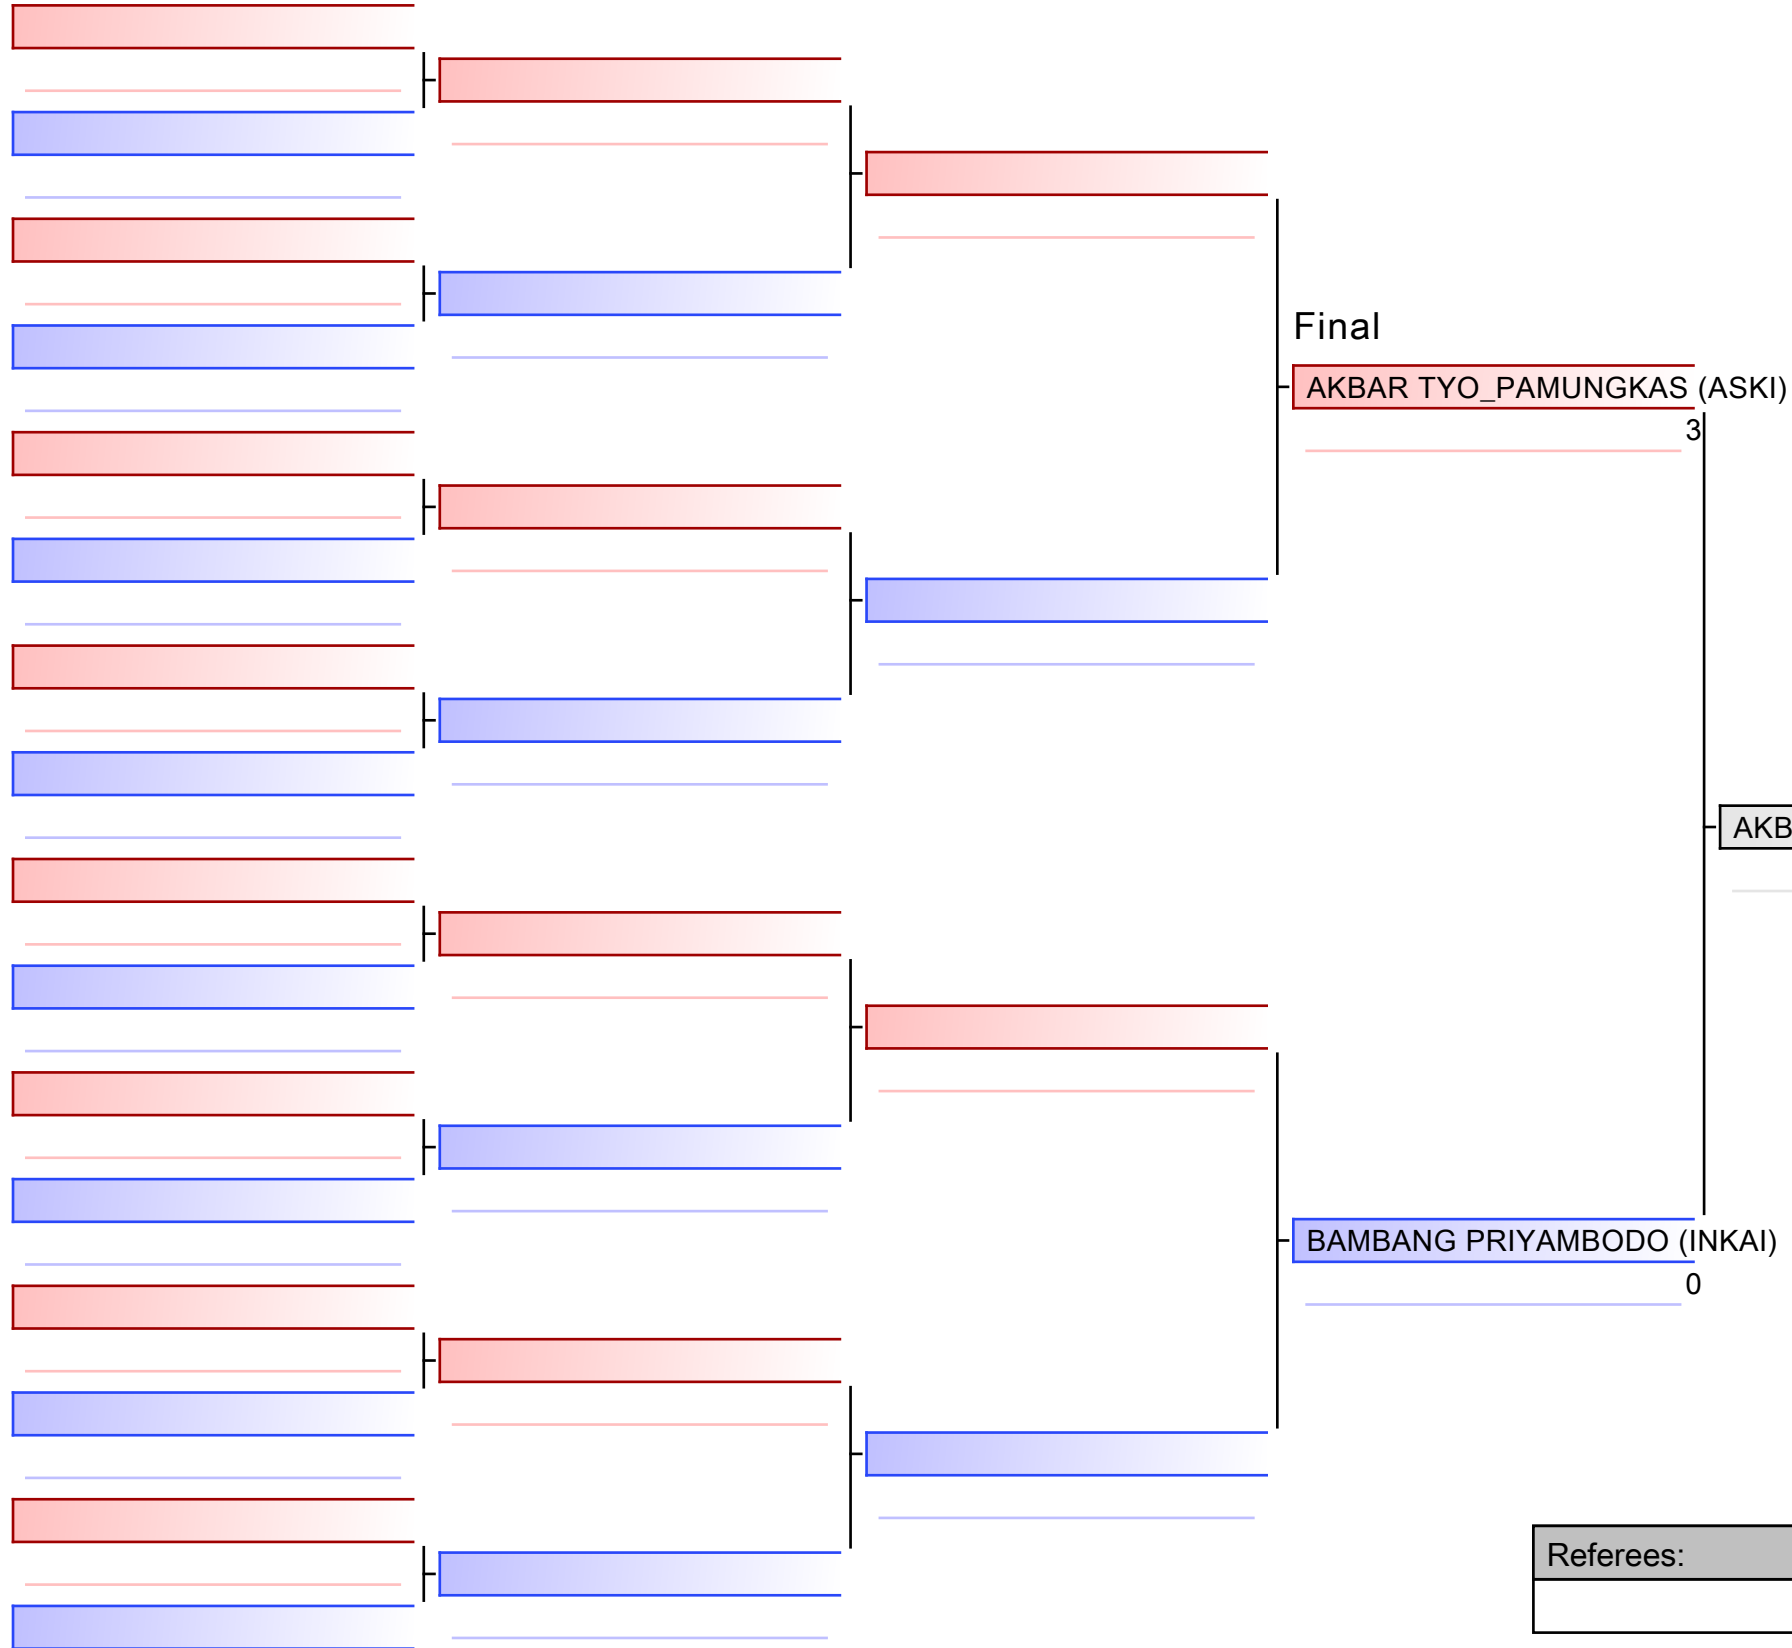 Final
AKBAR TYO_PAMUNGKAS (ASKI)
3
AKB
BAMBANG PRIYAMBODO (INKAI)
0
Referees: